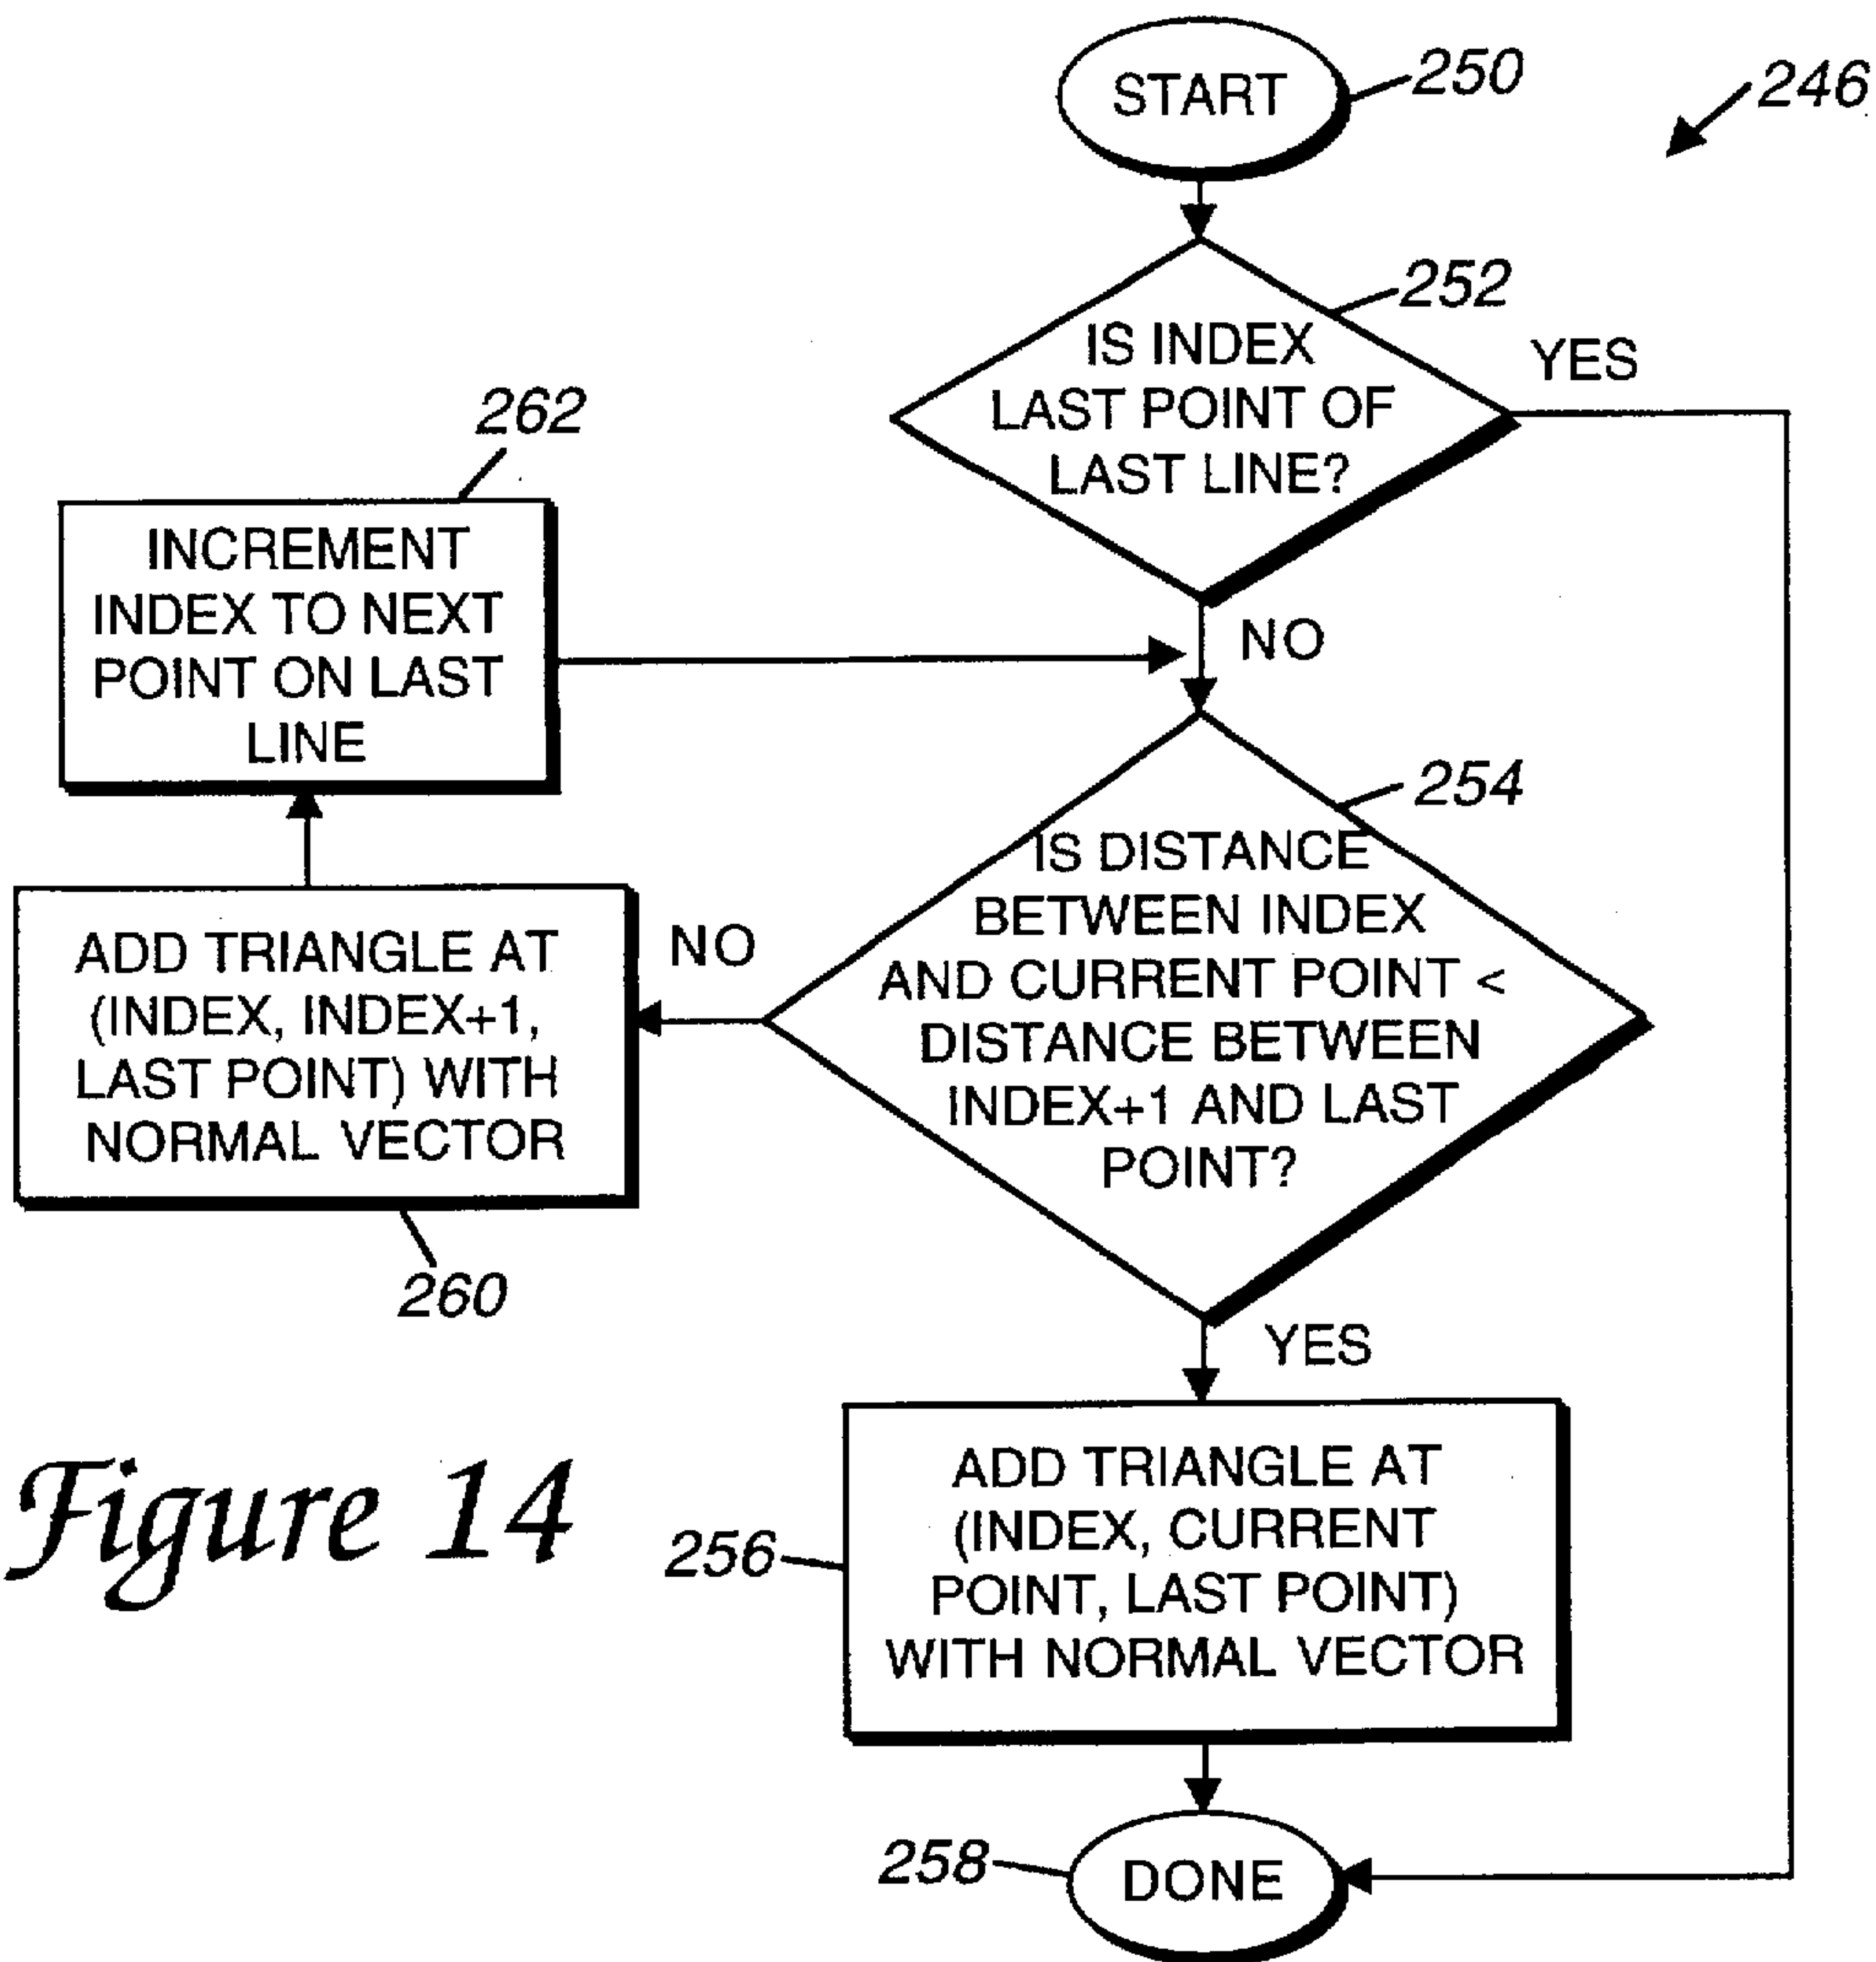 START
250
246
252
IS INDEX
LAST POINT OF
LAST LINE?
YES
262
INCREMENT
INDEX TO NEXT
POINT ON LAST
LINE
NO
254
IS DISTANCE
BETWEEN INDEX
AND CURRENT POINT <
DISTANCE BETWEEN
INDEX+1 AND LAST
POINT?
NO
ADD TRIANGLE AT
(INDEX, INDEX+1,
LAST POINT) WITH
NORMAL VECTOR
260
YES
ADD TRIANGLE AT
(INDEX, CURRENT
POINT, LAST POINT)
WITH NORMAL VECTOR
256
258
DONE
Figure 14